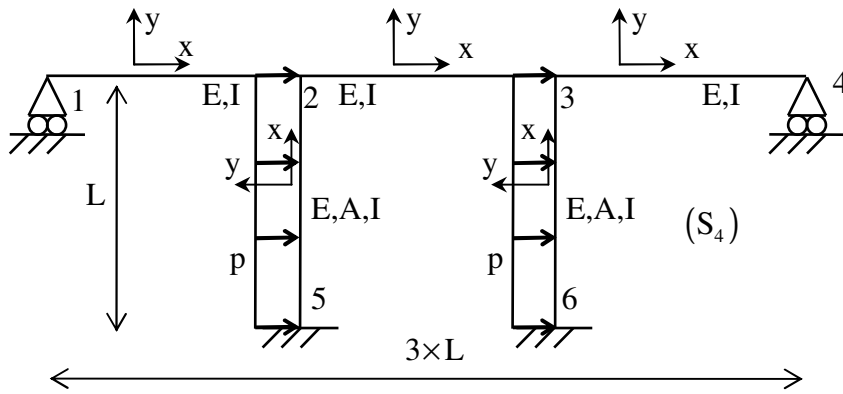 y y y
x x x
1 E,I 2 E,I 3 E,I 4
x x
y y
L E,A,I E,A,I (S₄)
p p
5 6
3×L